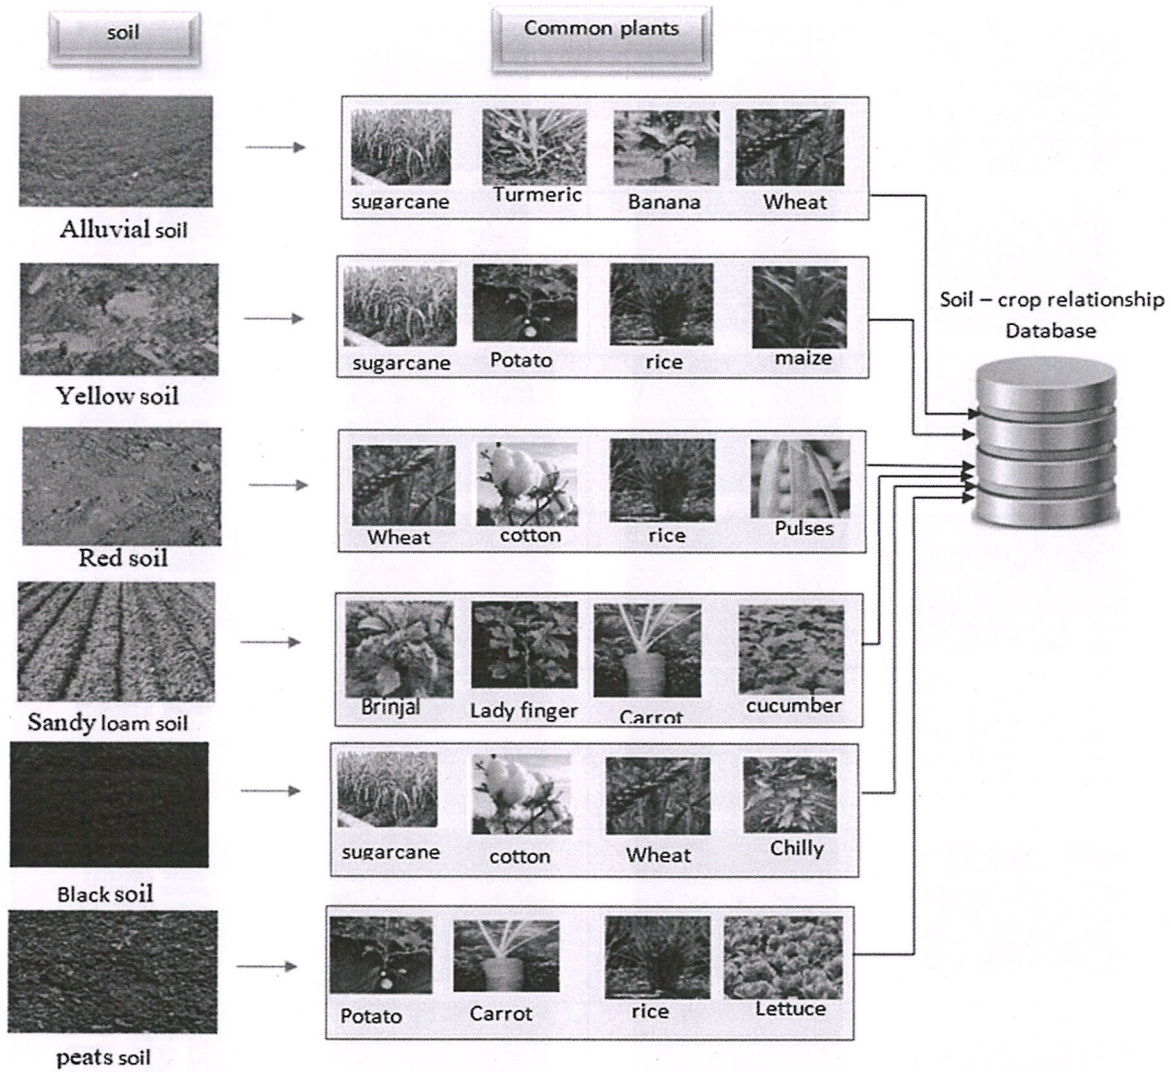 soil
Common plants
sugarcane Turmeric Banana Wheat
Alluvial soil
sugarcane Potato rice maize
Yellow soil
Soil – crop relationship
Database
Wheat cotton rice Pulses
Red soil
Brinjal Lady finger Carrot cucumber
Sandy loam soil
sugarcane cotton Wheat Chilly
Black soil
Potato Carrot rice Lettuce
peats soil